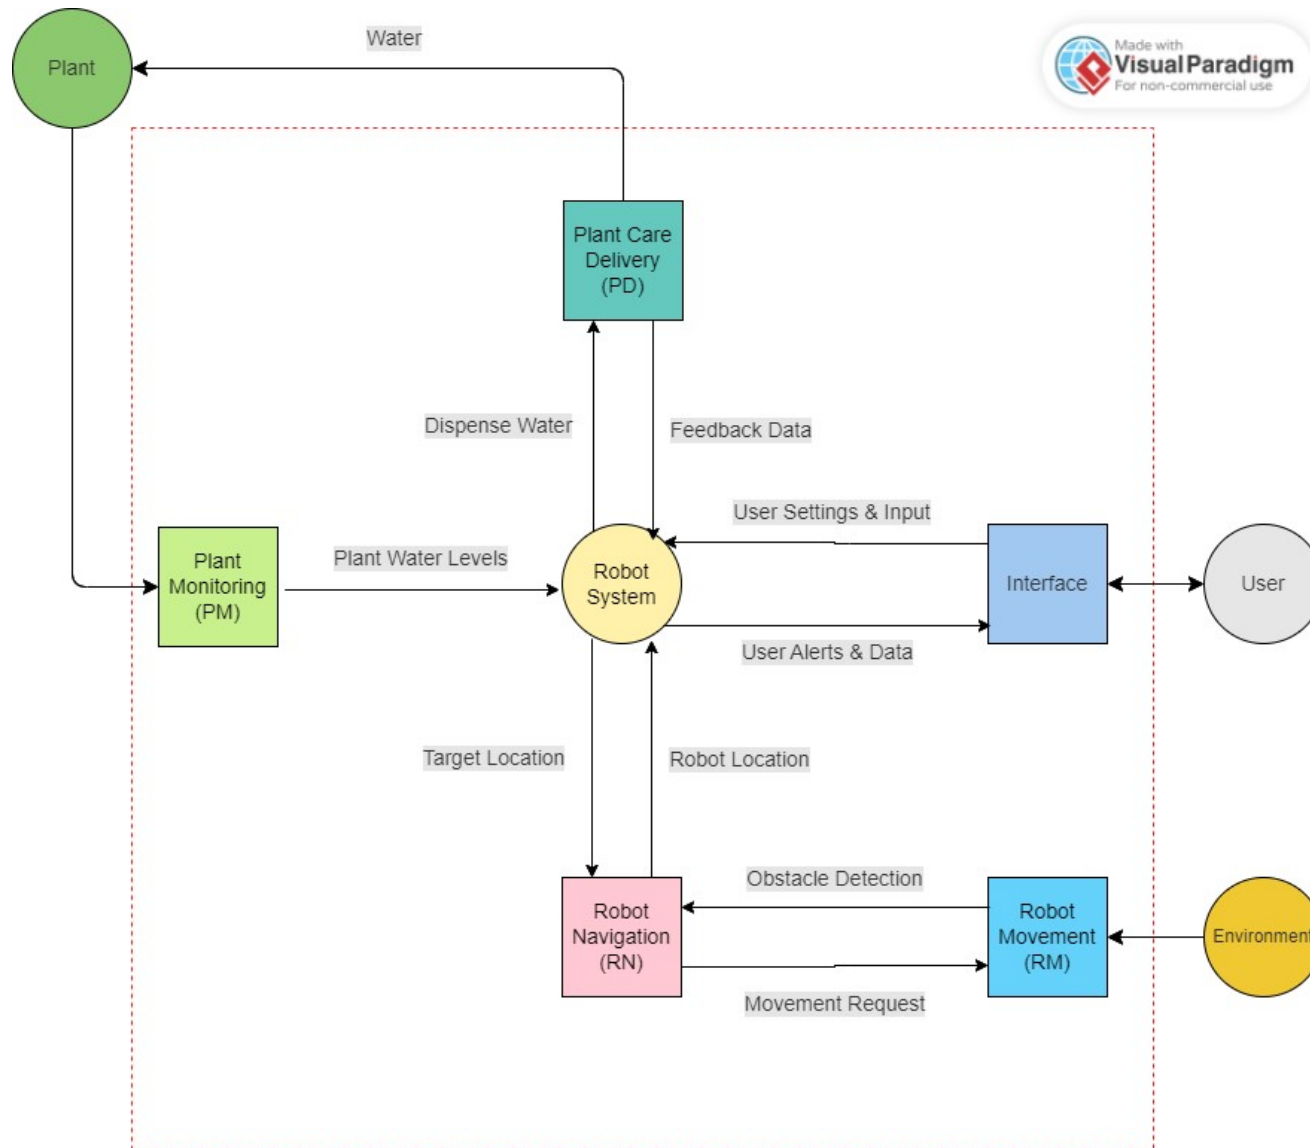 Water
Made with
Visual Paradigm
For non-commercial use
Plant
Plant Care
Delivery
(PD)
Dispense Water
Feedback Data
User Settings & Input
Plant
Monitoring
(PM)
Plant Water Levels
Robot
System
Interface
User
User Alerts & Data
Target Location
Robot Location
Obstacle Detection
Robot
Navigation
(RN)
Robot
Movement
(RM)
Environment
Movement Request